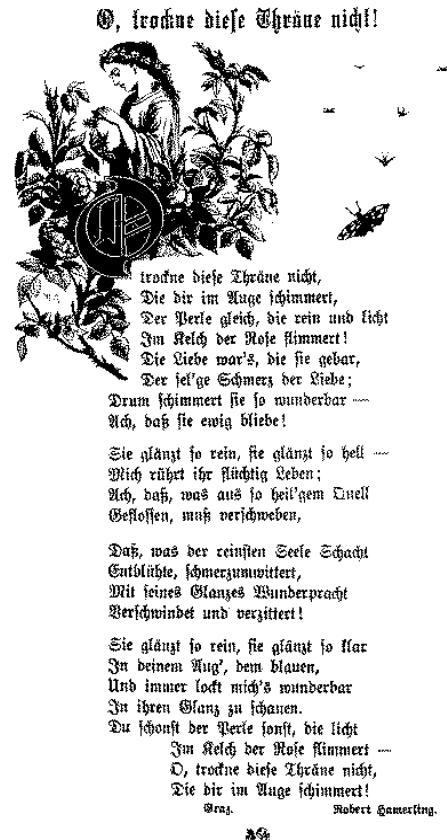 O, trockne diese Thräne nicht!
O
trockne diese Thräne nicht,
Die dir im Auge schimmert,
Der Perle gleich, die rein und licht
Im Kelch der Rose flimmert!
Die Liebe war's, die sie gebar,
Der sel'ge Schmerz der Liebe;
Drum schimmert sie so wunderbar —
Ach, daß sie ewig bliebe!
Sie glänzt so rein, sie glänzt so hell —
Mich rührt ihr flüchtig Leben;
Ach, daß, was aus so heil'gem Quell
Geflossen, muß verschweben,
Daß, was der reinsten Seele Schacht
Entblühte, schmerzumwittert,
Mit seines Glanzes Wunderpracht
Verschwindet und verzittert!
Sie glänzt so rein, sie glänzt so klar
In deinem Aug', dem blauen,
Und immer lockt mich's wunderbar
In ihren Glanz zu schauen.
Du schonst der Perle sonst, die licht
Im Kelch der Rose flimmert —
O, trockne diese Thräne nicht,
Die dir im Auge schimmert!
Graz. Robert Hamerling.